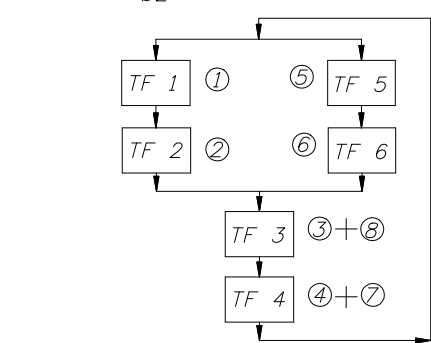 TF 1 ① ⑤ TF 5
TF 2 ② ⑥ TF 6
TF 3 ③+⑧
TF 4 ④+⑦